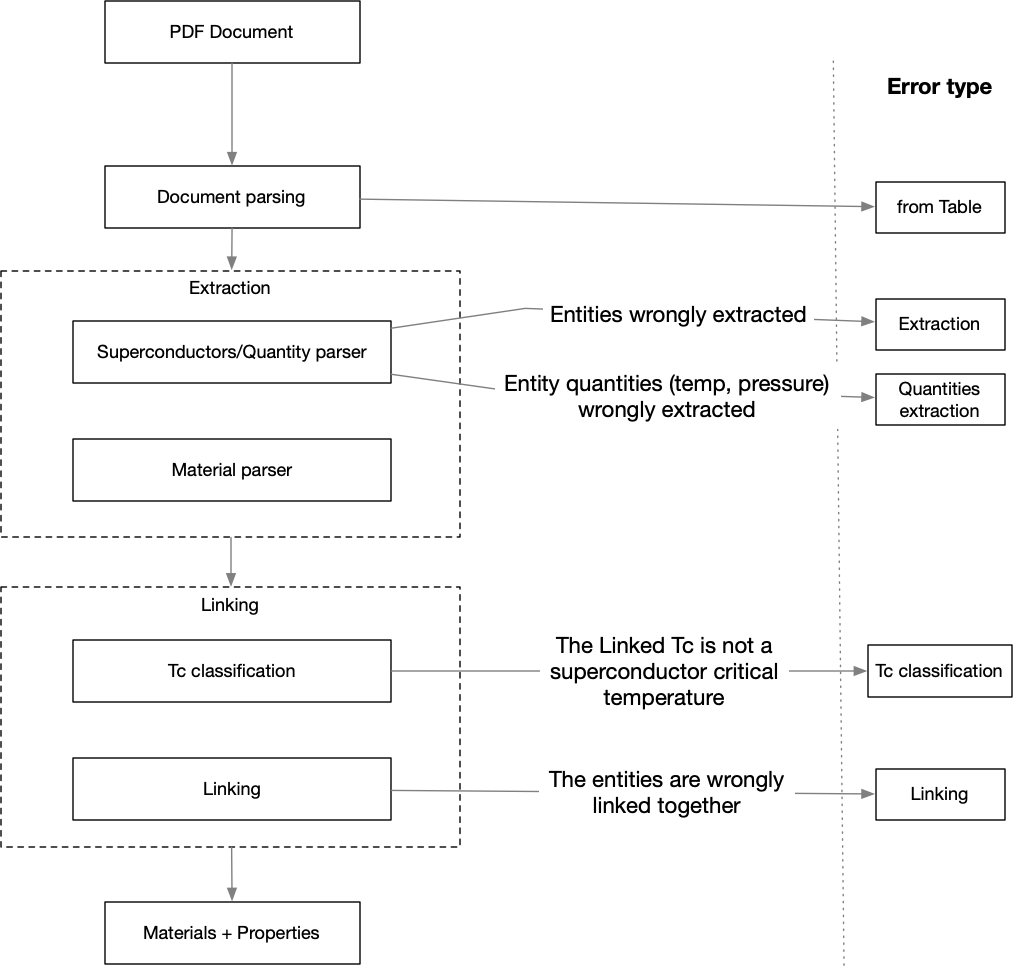 PDF Document
Error type
Document parsing
from Table
Extraction
Entities wrongly extracted
Extraction
Superconductors/Quantity parser
Entity quantities (temp, pressure)
wrongly extracted
Quantities
extraction
Material parser
Linking
The Linked Tc is not a
superconductor critical
temperature
Tc classification
Tc classification
The entities are wrongly
linked together
Linking
Linking
Materials + Properties